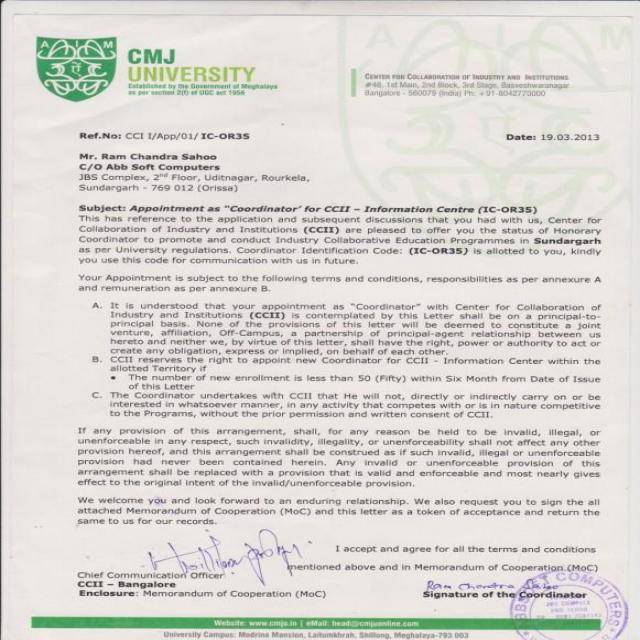 CMJ
UNIVERSITY
Established by the Government of Meghalaya
as per section 2(f) of UGC act 1956
CENTER FOR COLLABORATION OF INDUSTRY AND INSTITUTIONS
#48, 1st Main, 2nd Block, 3rd Stage, Basveshwaranagar
Bangalore - 560079 (India) Ph: +91-8042770000
Ref.No: CCI I/App/01/ IC-OR35
Date: 19.03.2013
Mr. Ram Chandra Sahoo
C/O Abb Soft Computers
JBS Complex, 2nd Floor, Uditnagar, Rourkela,
Sundargarh - 769 012 (Orissa)
Subject: Appointment as "Coordinator' for CCII – Information Centre (IC-OR35)
This has reference to the application and subsequent discussions that you had with us, Center for
Collaboration of Industry and Institutions (CCII) are pleased to offer you the status of Honorary
Coordinator to promote and conduct Industry Collaborative Education Programmes in Sundargarh
as per University regulations. Coordinator Identification Code: (IC-OR35) is allotted to you, kindly
you use this code for communication with us in future.
Your Appointment is subject to the following terms and conditions, responsibilities as per annexure A
and remuneration as per annexure B.
A. It is understood that your appointment as "Coordinator" with Center for Collaboration of
Industry and Institutions (CCII) is contemplated by this Letter shall be on a principal-to-
principal basis. None of the provisions of this letter will be deemed to constitute a joint
venture, affiliation, Off-Campus, a partnership of principal-agent relationship between us
hereto and neither we, by virtue of this letter, shall have the right, power or authority to act or
create any obligation, express or implied, on behalf of each other.
B. CCII reserves the right to appoint new Coordinator for CCII - Information Center within the
allotted Territory if
• The number of new enrollment is less than 50 (Fifty) within Six Month from Date of Issue
of this Letter
C. The Coordinator undertakes with CCII that He will not, directly or indirectly carry on or be
interested in whatsoever manner, in any activity that competes with or is in nature competitive
to the Programs, without the prior permission and written consent of CCII.
If any provision of this arrangement, shall, for any reason be held to be invalid, illegal, or
unenforceable in any respect, such invalidity, illegality, or unenforceability shall not affect any other
provision hereof, and this arrangement shall be construed as if such invalid, illegal or unenforceable
provision had never been contained herein. Any invalid or unenforceable provision of this
arrangement shall be replaced with a provision that is valid and enforceable and most nearly gives
effect to the original intent of the invalid/unenforceable provision.
We welcome you and look forward to an enduring relationship. We also request you to sign the all
attached Memorandum of Cooperation (MoC) and this letter as a token of acceptance and return the
same to us for our records.
I accept and agree for all the terms and conditions
mentioned above and in Memorandum of Cooperation (MoC)
Chief Communication Officer
CCII – Bangalore
Enclosure: Memorandum of Cooperation (MoC)
Ram Chandra Sahoo
Signature of the Coordinator
COMPUTERS
Website: www.cmju.in | eMail: head@cmjuonline.com
University Campus: Modrina Mansion, Laitumkhrah, Shillong, Meghalaya-793 003